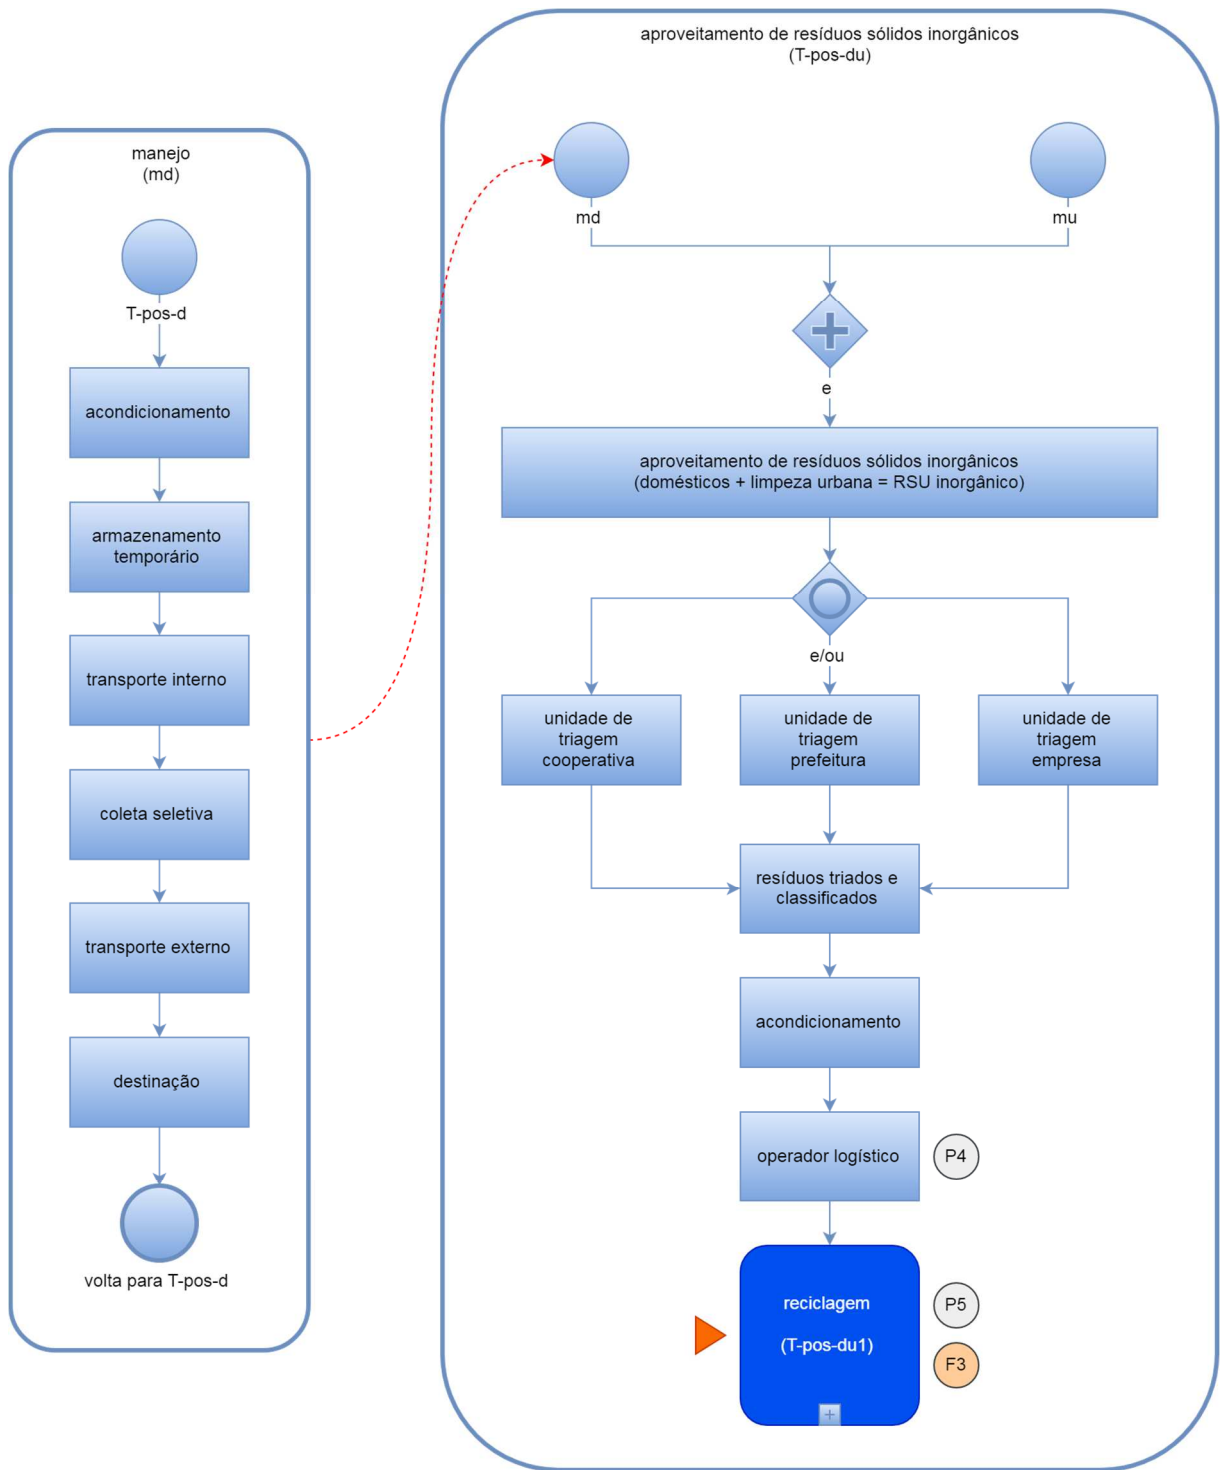 manejo
(md)
T-pos-d
acondicionamento
armazenamento
temporário
transporte interno
coleta seletiva
transporte externo
destinação
volta para T-pos-d
aproveitamento de resíduos sólidos inorgânicos
(T-pos-du)
md
mu
e
aproveitamento de resíduos sólidos inorgânicos
(domésticos + limpeza urbana = RSU inorgânico)
e/ou
unidade de
triagem
cooperativa
unidade de
triagem
prefeitura
unidade de
triagem
empresa
resíduos triados e
classificados
acondicionamento
operador logístico
P4
reciclagem
(T-pos-du1)
P5
F3